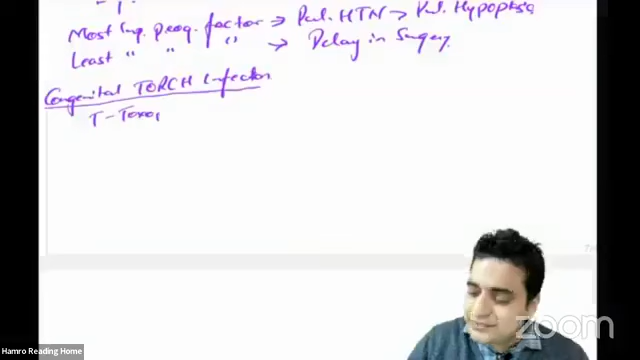 Most Imp. prog. factor → Pul. HTN > Pul. Hypoplasia
Least " " " → Delay in Surgery.
Congenital TORCH Infection
T - Toxo
zoom
Hamro Reading Home